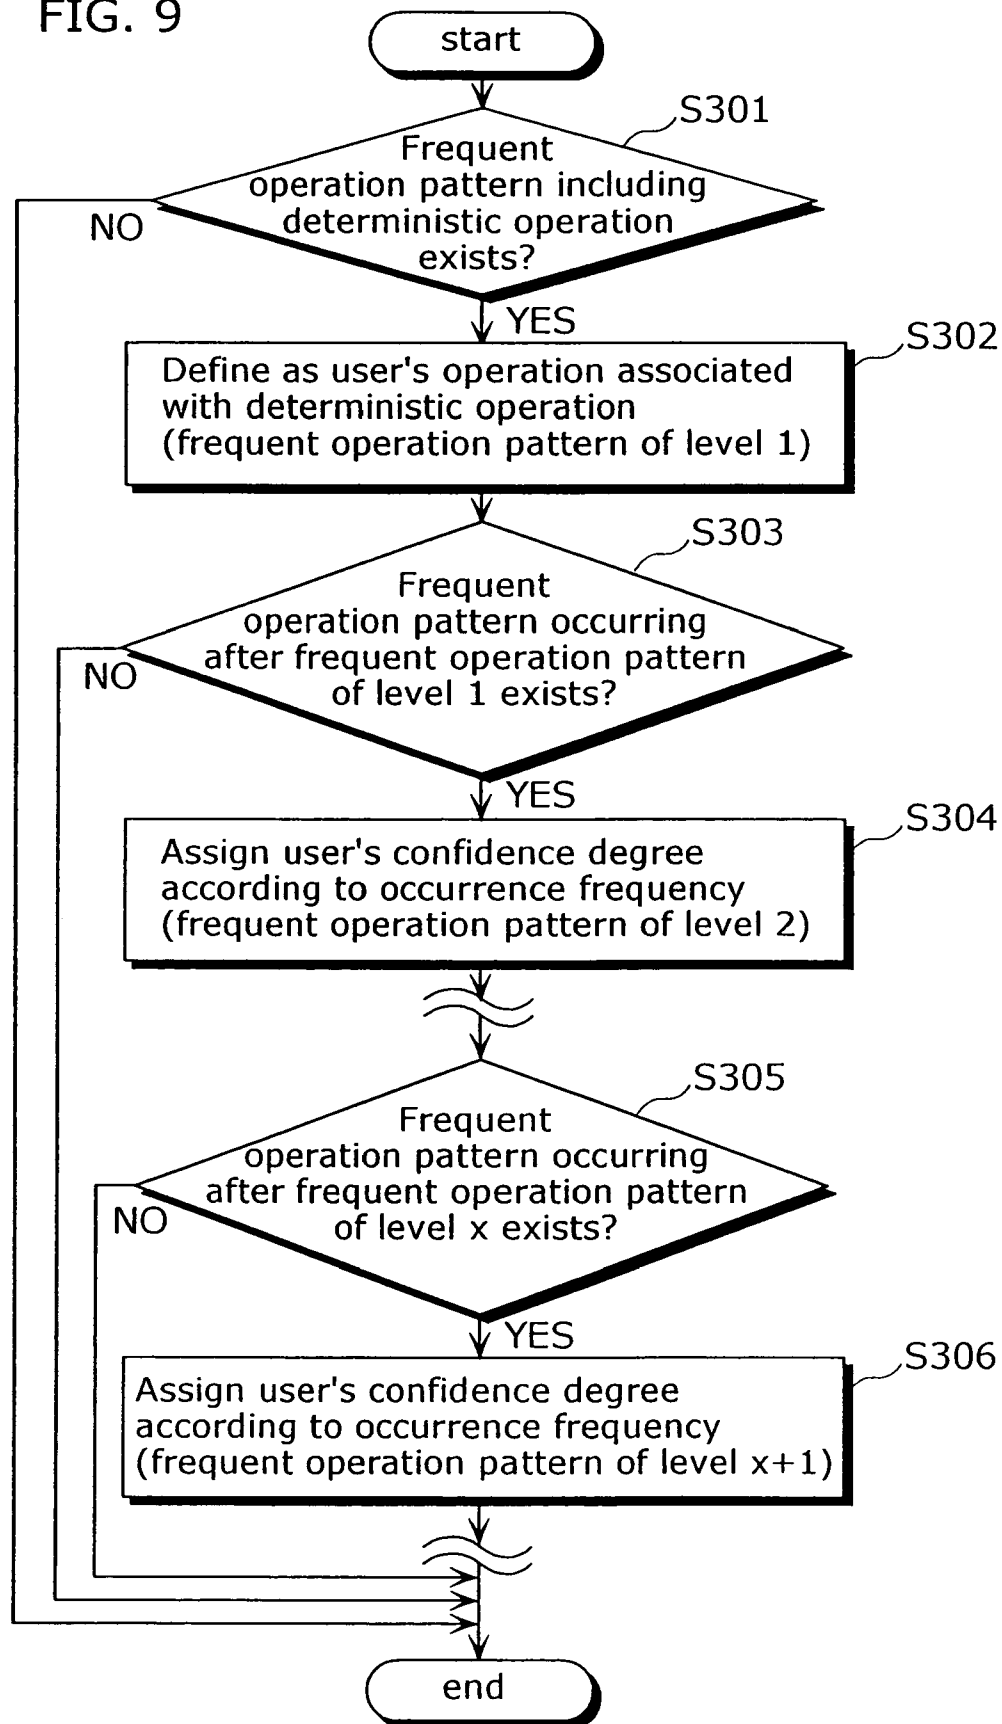 FIG. 9
start
S301
Frequent
operation pattern including
deterministic operation
exists?
NO
YES
S302
Define as user's operation associated
with deterministic operation
(frequent operation pattern of level 1)
S303
Frequent
operation pattern occurring
after frequent operation pattern
of level 1 exists?
NO
YES
S304
Assign user's confidence degree
according to occurrence frequency
(frequent operation pattern of level 2)
S305
Frequent
operation pattern occurring
after frequent operation pattern
of level x exists?
NO
YES
S306
Assign user's confidence degree
according to occurrence frequency
(frequent operation pattern of level x+1)
end